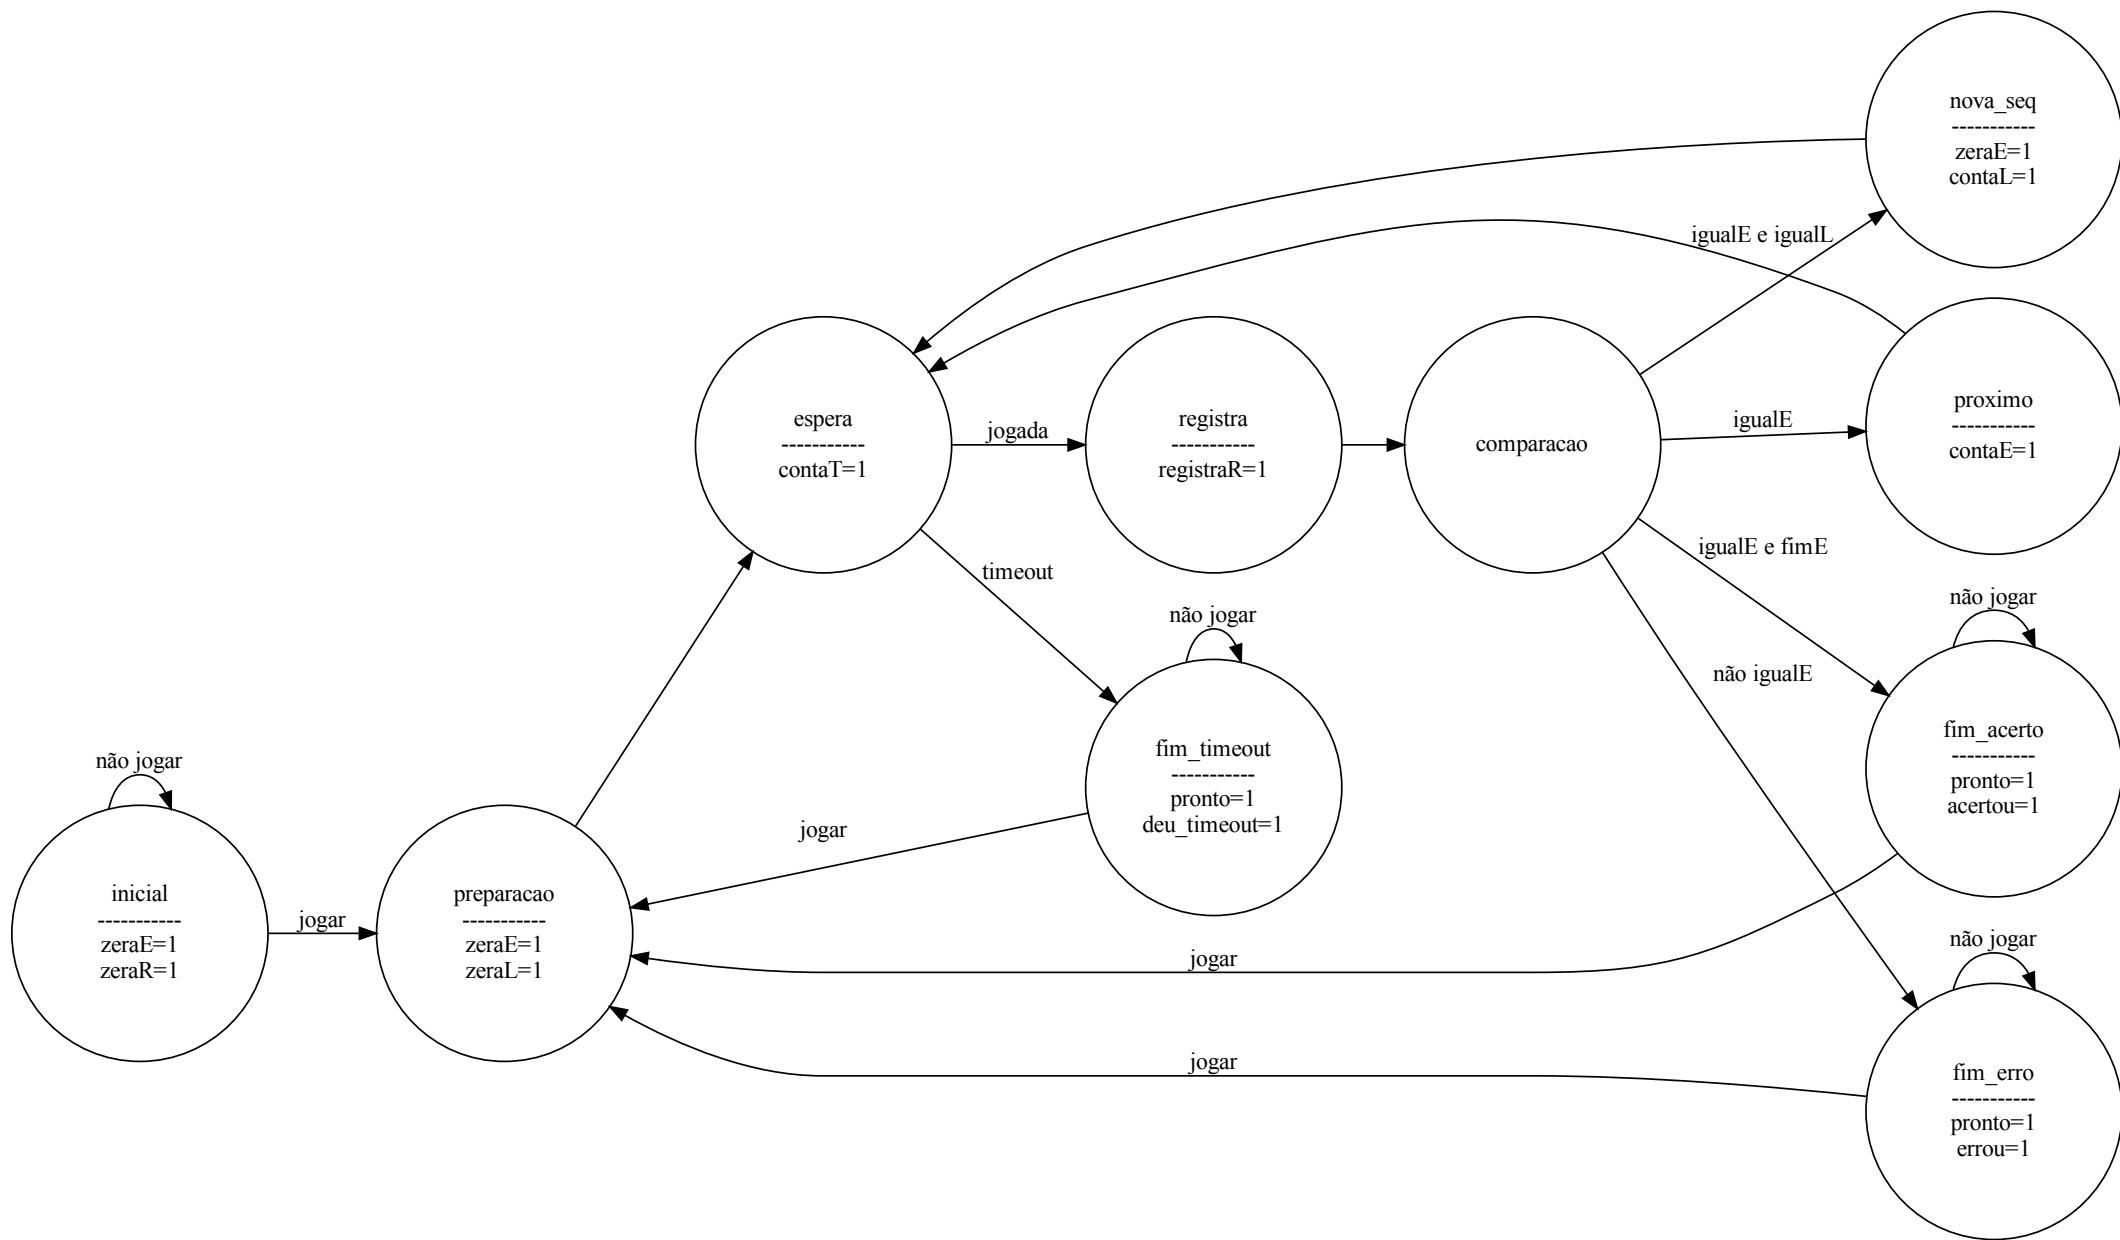 nova_seq
-----------
zeraE=1
contaL=1
igualE e igualL
proximo
-----------
contaE=1
igualE
espera
-----------
contaT=1
jogada
registra
-----------
registraR=1
comparacao
igualE e fimE
timeout
não jogar
não jogar
não igualE
fim_acerto
-----------
pronto=1
acertou=1
fim_timeout
-----------
pronto=1
deu_timeout=1
não jogar
jogar
inicial
-----------
zeraE=1
zeraR=1
jogar
preparacao
-----------
zeraE=1
zeraL=1
jogar
não jogar
jogar
fim_erro
-----------
pronto=1
errou=1